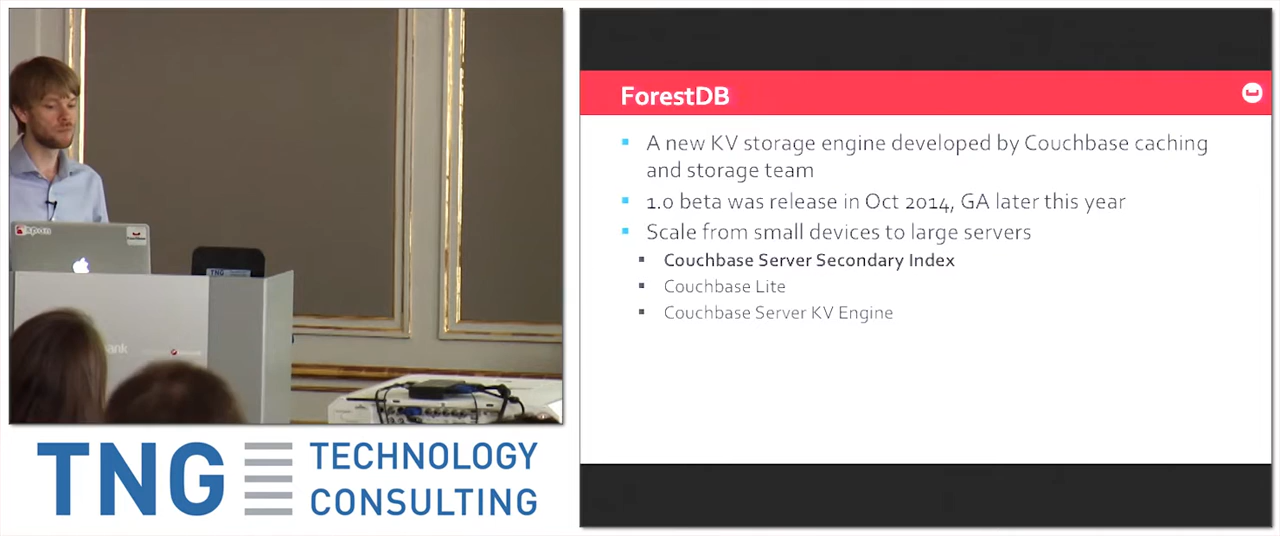 ForestDB
A new KV storage engine developed by Couchbase caching
and storage team
1.0 beta was release in Oct 2014, GA later this year
Scale from small devices to large servers
Couchbase Server Secondary Index
Couchbase Lite
Couchbase Server KV Engine
Couchbase
TNG
TNG
TECHNOLOGY
CONSULTING